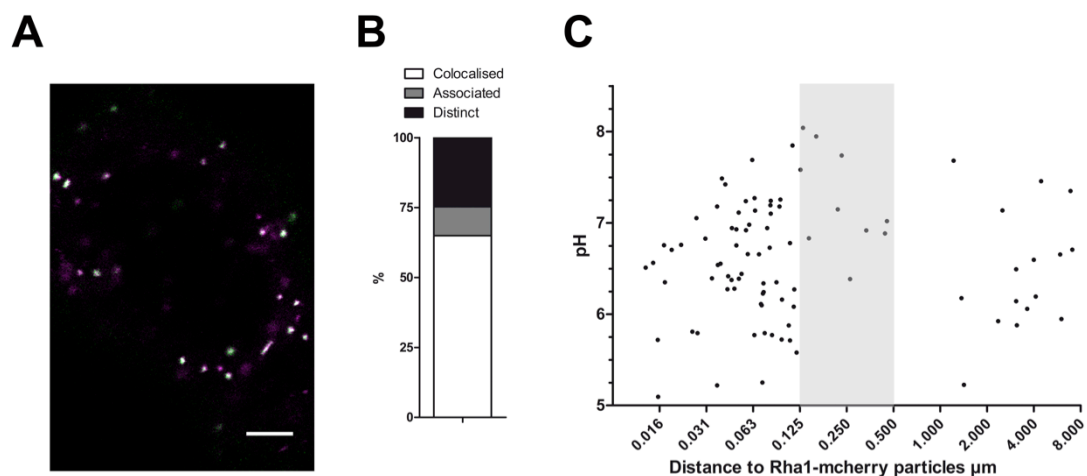 A
B
C
Colocalised
Associated
Distinct
100
75
50
25
0
%
8
7
6
5
pH
0.016
0.031
0.063
0.125
0.250
0.500
1.000
2.000
4.000
8.000
Distance to Rha1-mcherry particles µm